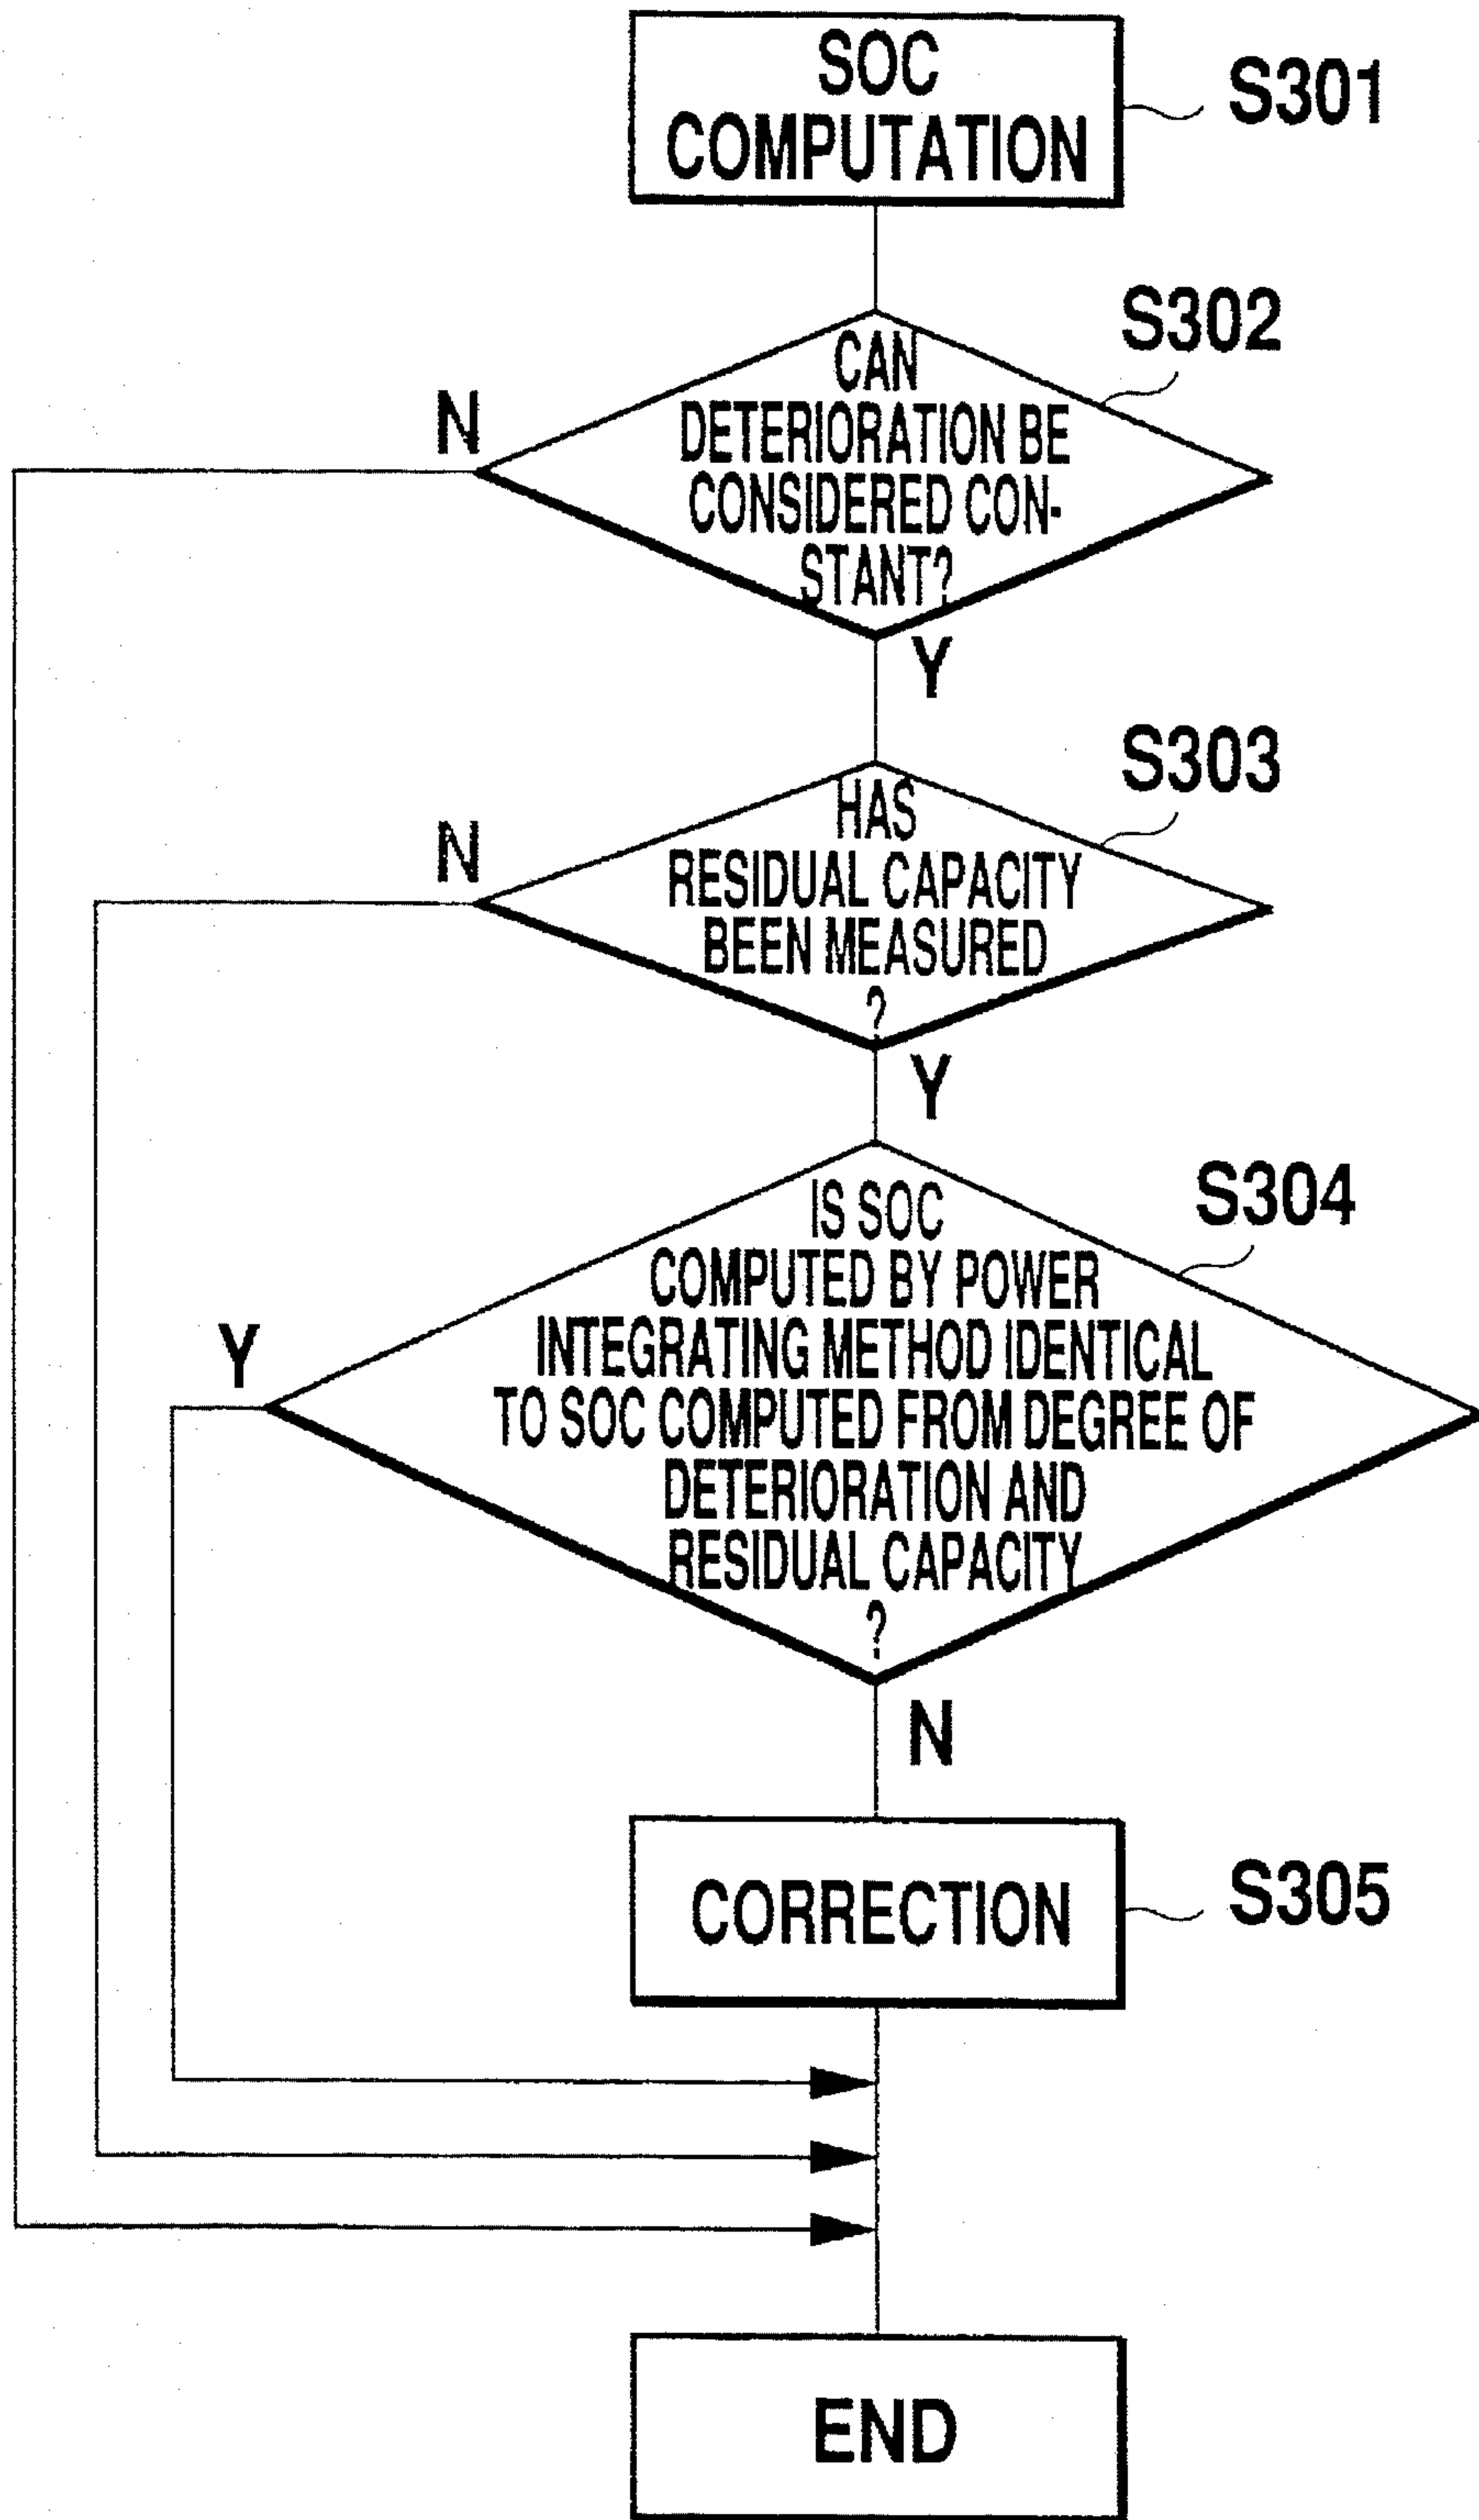 SOC
COMPUTATION
S301
S302
CAN
DETERIORATION BE
CONSIDERED CON-
STANT?
N
Y
S303
HAS
RESIDUAL CAPACITY
BEEN MEASURED
?
N
Y
S304
IS SOC
COMPUTED BY POWER
INTEGRATING METHOD IDENTICAL
TO SOC COMPUTED FROM DEGREE OF
DETERIORATION AND
RESIDUAL CAPACITY
?
Y
N
CORRECTION
S305
END